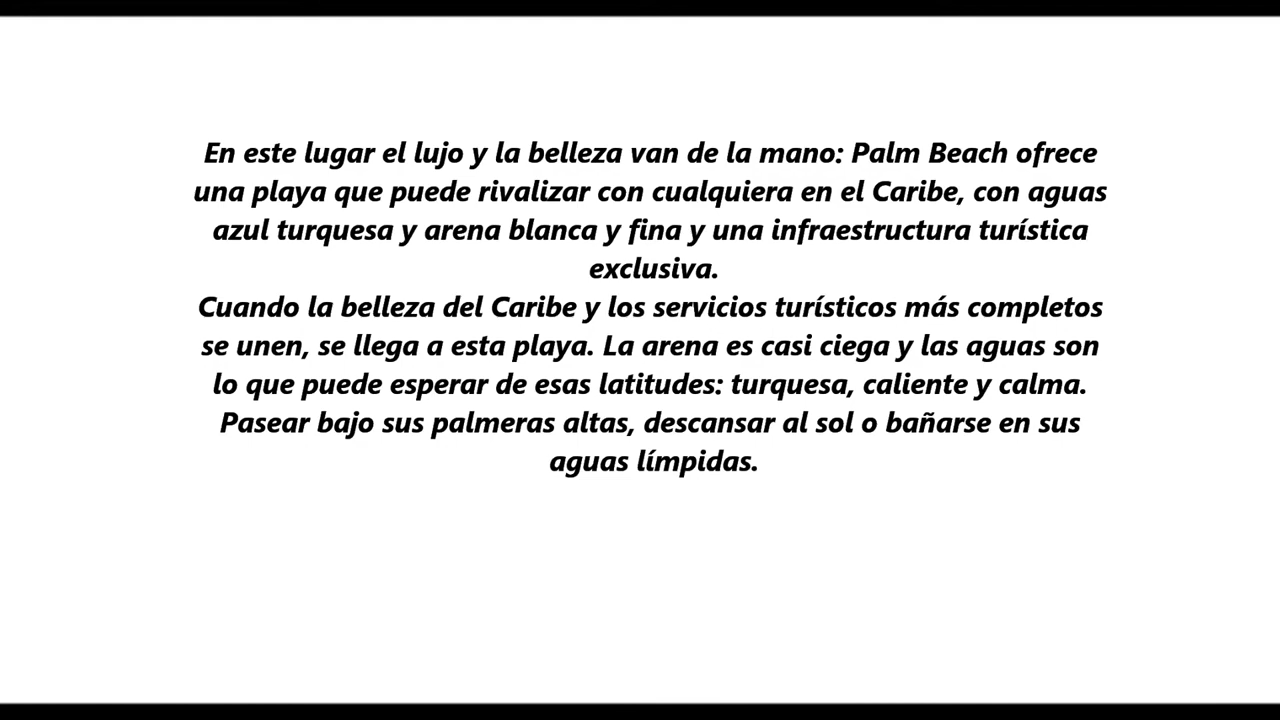 En este lugar el lujo y la belleza van de la mano: Palm Beach ofrece
una playa que puede rivalizar con cualquiera en el Caribe, con aguas
azul turquesa y arena blanca y fina y una infraestructura turística
exclusiva.
Cuando la belleza del Caribe y los servicios turísticos más completos
se unen, se llega a esta playa. La arena es casi ciega y las aguas son
lo que puede esperar de esas latitudes: turquesa, caliente y calma.
Pasear bajo sus palmeras altas, descansar al sol o bañarse en sus
aguas límpidas.